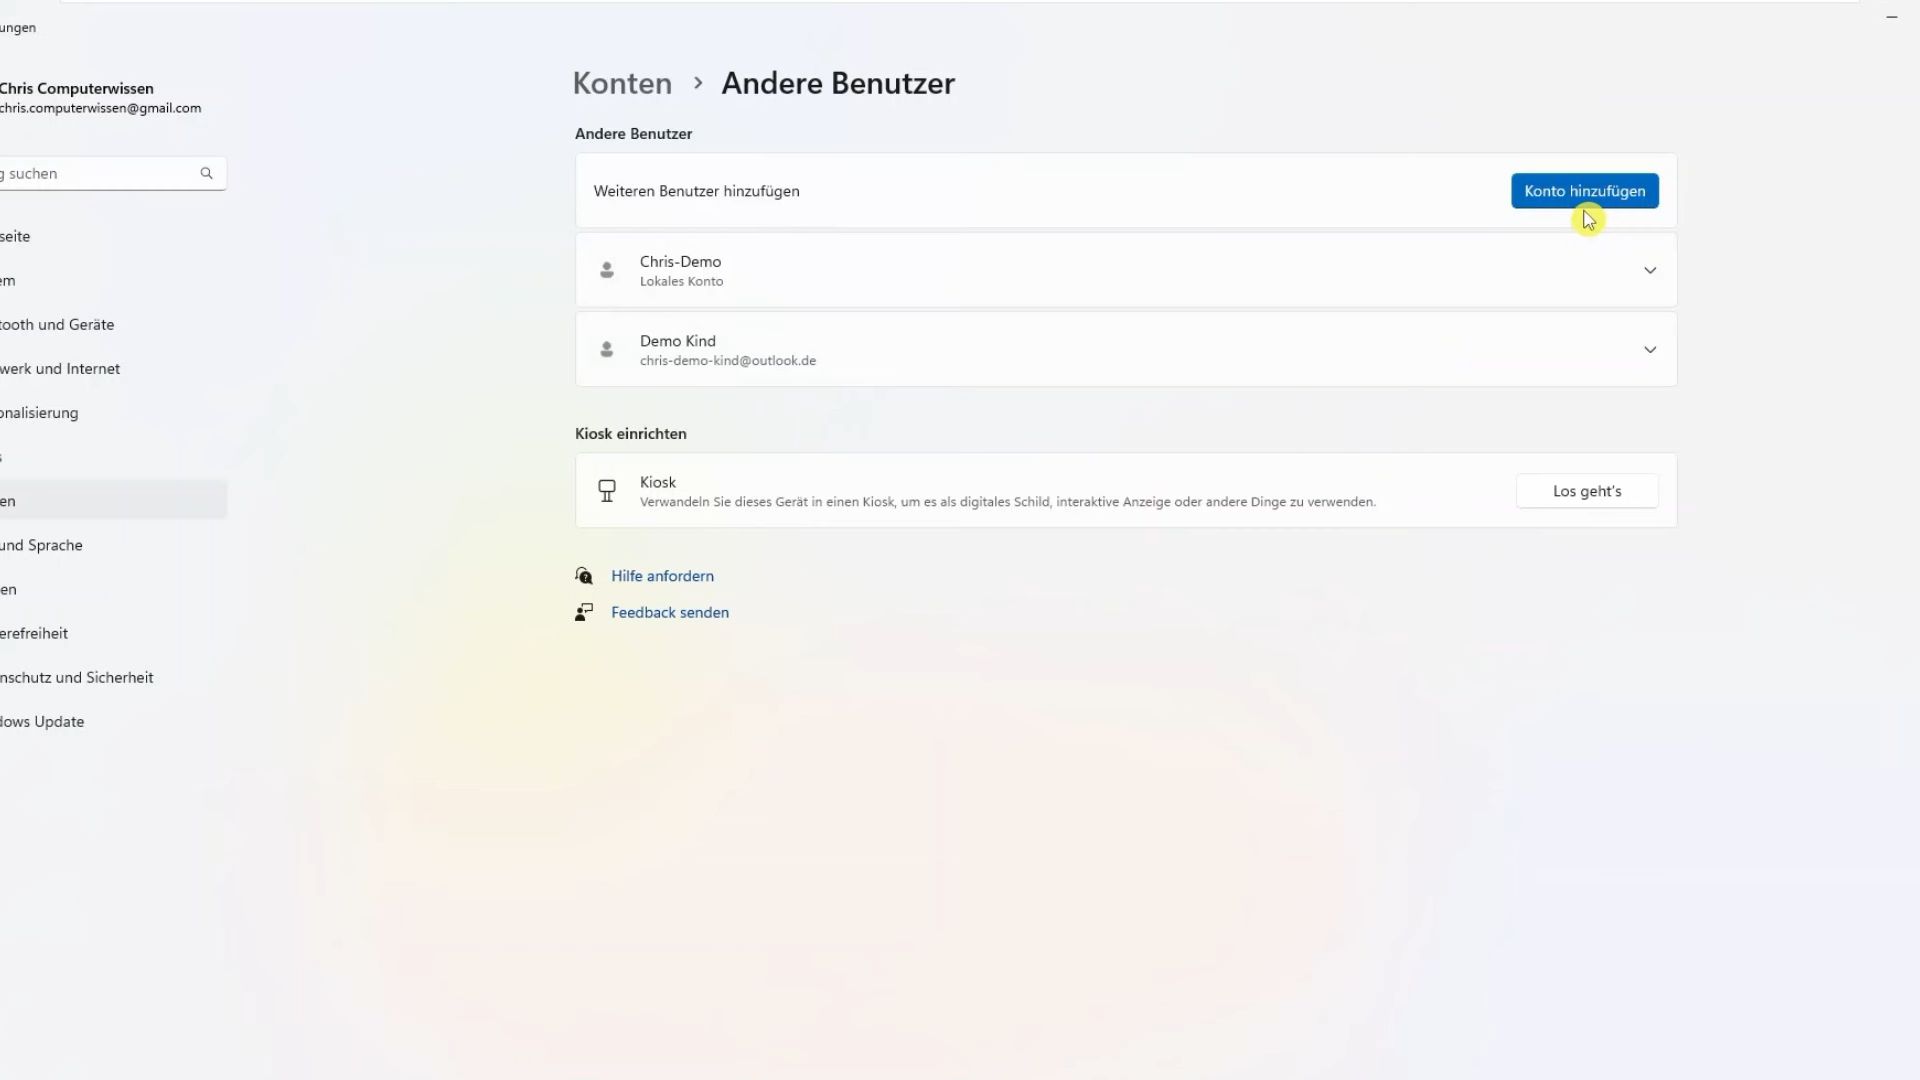 ungen
Chris Computerwissen
chris.computerwissen@gmail.com
g suchen
seite
em
tooth und Geräte
werk und Internet
onalisierung
s
en
und Sprache
en
erefreiheit
nschutz und Sicherheit
dows Update
Konten > Andere Benutzer
Andere Benutzer
Weiteren Benutzer hinzufügen
Konto hinzufügen
Chris-Demo
Lokales Konto
Demo Kind
chris-demo-kind@outlook.de
Kiosk einrichten
Kiosk
Verwandeln Sie dieses Gerät in einen Kiosk, um es als digitales Schild, interaktive Anzeige oder andere Dinge zu verwenden.
Los geht's
Hilfe anfordern
Feedback senden